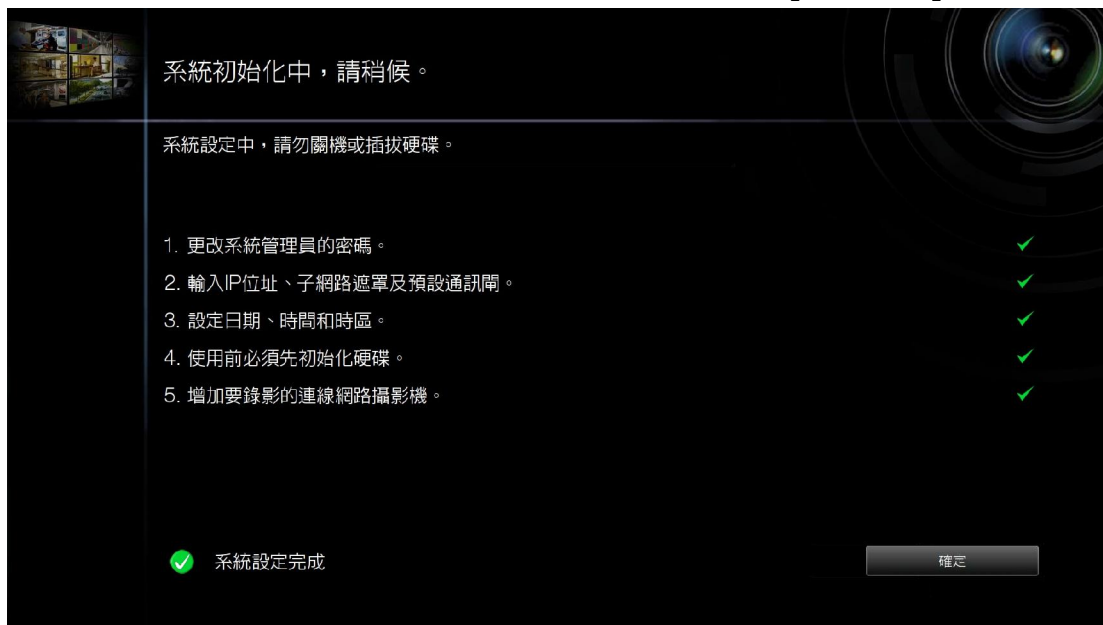 系統初始化中，請稍候。
系統設定中，請勿關機或插拔硬碟。
1. 更改系統管理員的密碼。
2. 輸入IP位址、子網路遮罩及預設通訊閘。
3. 設定日期、時間和時區。
4. 使用前必須先初始化硬碟。
5. 增加要錄影的連線網路攝影機。
系統設定完成
確定